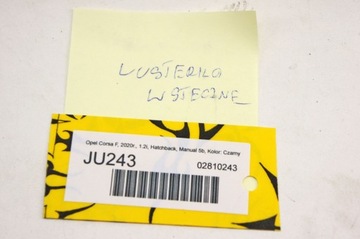 LUSTERKO
WSTECZNE
Opel Corsa F, 2020r., 1.2i, Hatchback, Manual 5b, Kolor: Czarny
JU243
02810243